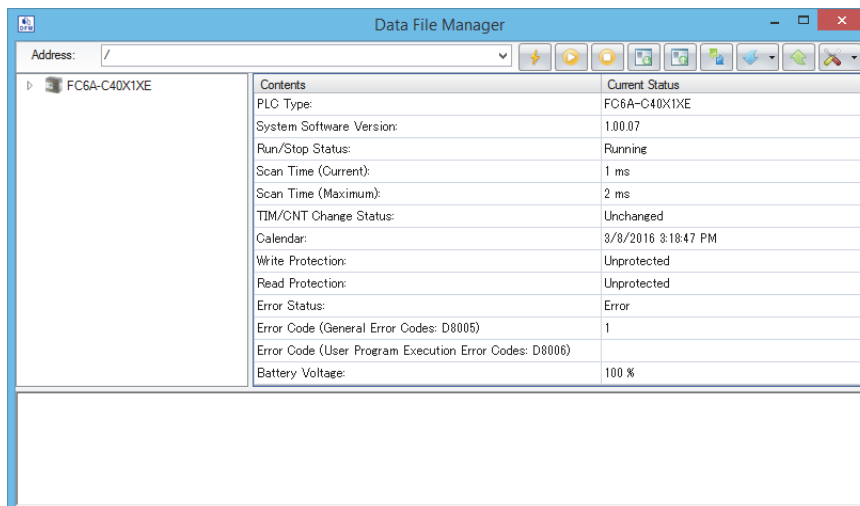 DFM
Data File Manager
Address: /
FC6A-C40X1XE
Contents Current Status
PLC Type: FC6A-C40X1XE
System Software Version: 1.00.07
Run/Stop Status: Running
Scan Time (Current): 1 ms
Scan Time (Maximum): 2 ms
TIM/CNT Change Status: Unchanged
Calendar: 3/8/2016 3:18:47 PM
Write Protection: Unprotected
Read Protection: Unprotected
Error Status: Error
Error Code (General Error Codes: D8005) 1
Error Code (User Program Execution Error Codes: D8006)
Battery Voltage: 100 %